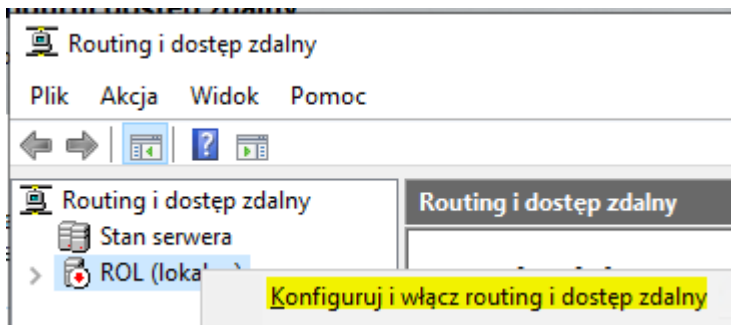 Routing i dostęp zdalny
Plik Akcja Widok Pomoc
Routing i dostęp zdalny
Routing i dostęp zdalny
Stan serwera
ROL
Konfiguruj i włącz routing i dostęp zdalny